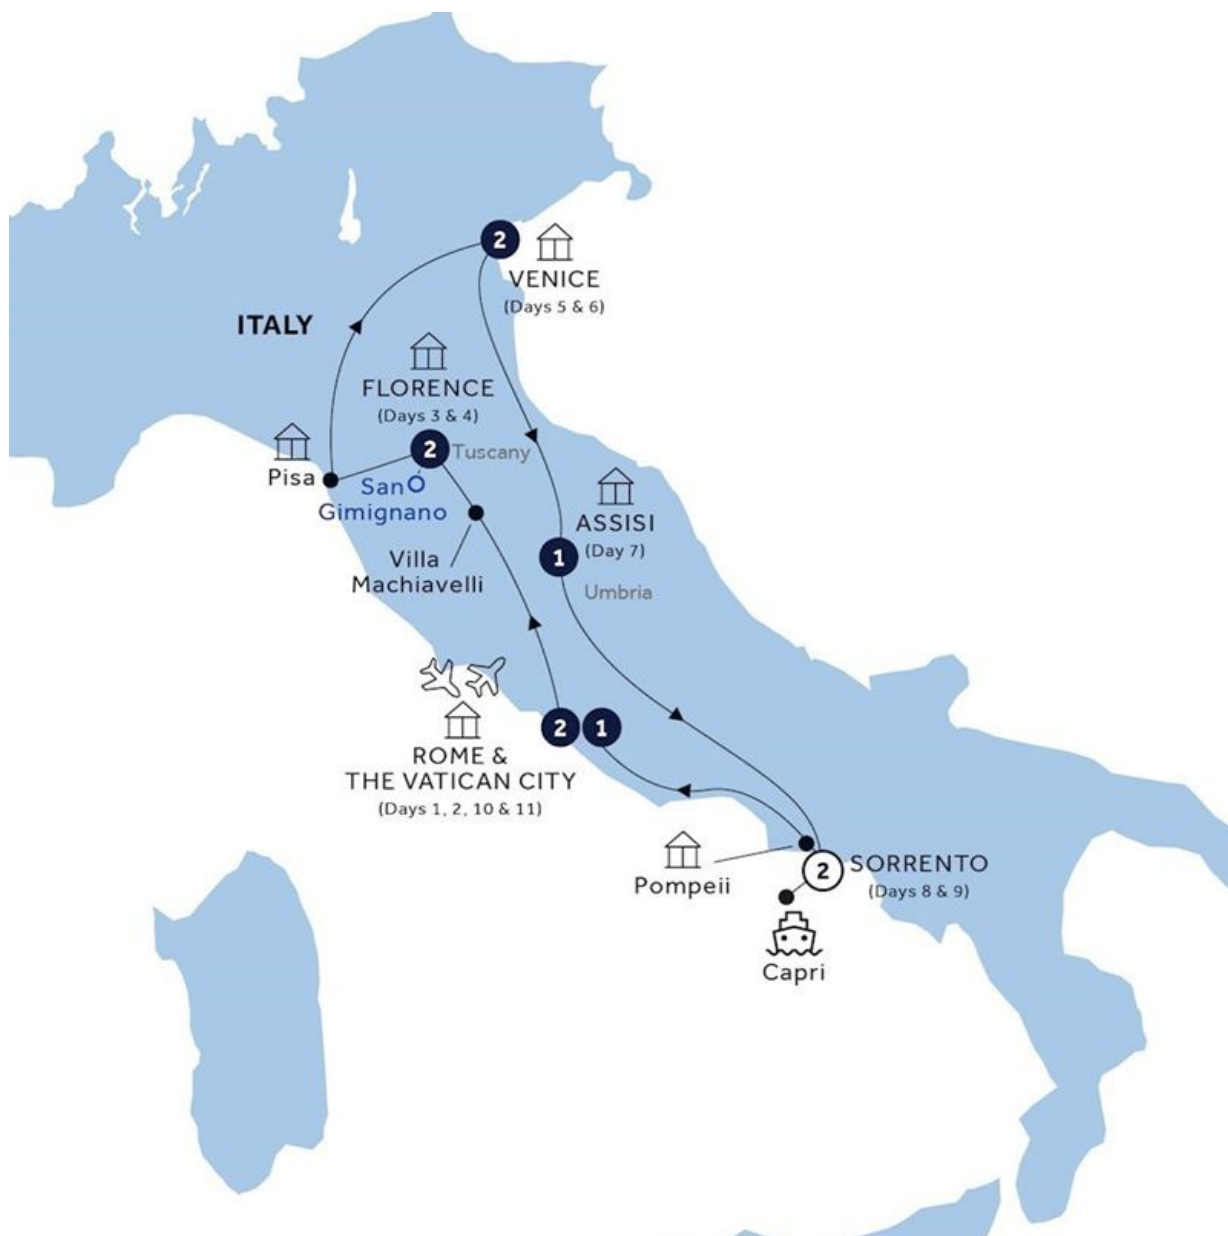 2
VENICE
(Days 5 & 6)
ITALY
FLORENCE
(Days 3 & 4)
2
Tuscany
Pisa
San
Gimignano
ASSISI
(Day 7)
1
Villa
Machiavelli
Umbria
2
1
ROME &
THE VATICAN CITY
(Days 1, 2, 10 & 11)
Pompeii
2
SORRENTO
(Days 8 & 9)
Capri